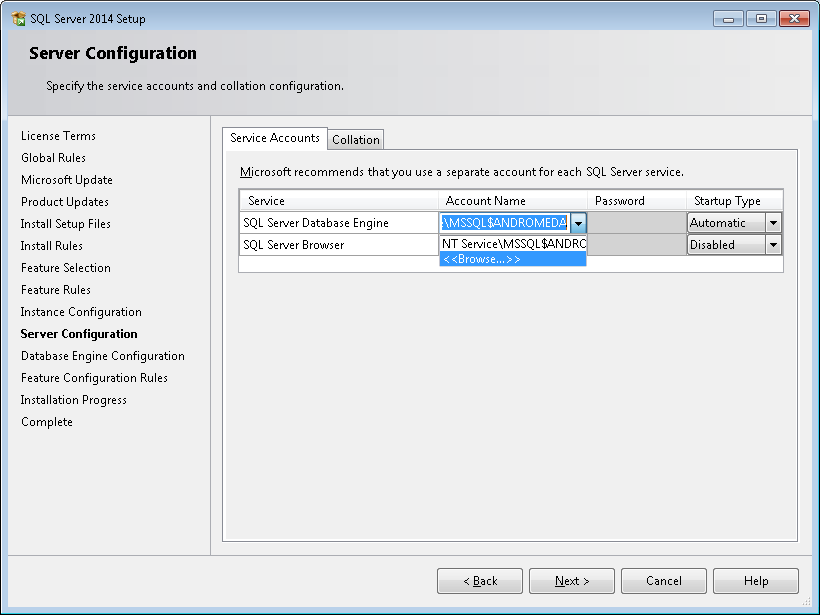 SQL Server 2014 Setup
Server Configuration
Specify the service accounts and collation configuration.
License Terms
Global Rules
Microsoft Update
Product Updates
Install Setup Files
Install Rules
Feature Selection
Feature Rules
Instance Configuration
Server Configuration
Database Engine Configuration
Feature Configuration Rules
Installation Progress
Complete
Service Accounts Collation
Microsoft recommends that you use a separate account for each SQL Server service.
Service Account Name Password Startup Type
SQL Server Database Engine \MSSQL$ANDROMEDA Automatic
SQL Server Browser NT Service\MSSQL$ANDRO Disabled
<<Browse...>>
< Back Next > Cancel Help